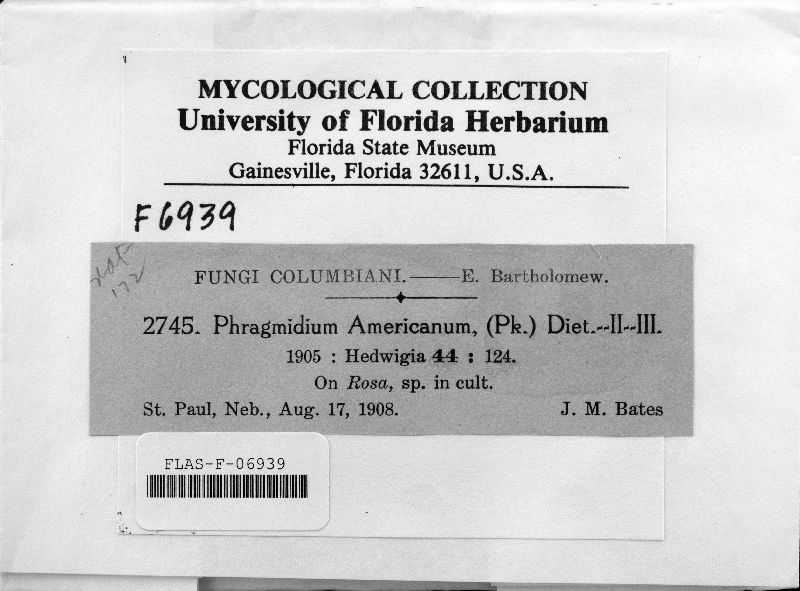 MYCOLOGICAL COLLECTION
University of Florida Herbarium
Florida State Museum
Gainesville, Florida 32611, U.S.A.
F6939
172
FUNGI COLUMBIANI.——E. Bartholomew.
2745. Phragmidium Americanum, (Pk.) Diet.--II--III.
1905 : Hedwigia 44 : 124.
On Rosa, sp. in cult.
St. Paul, Neb., Aug. 17, 1908. J. M. Bates
FLAS-F-06939